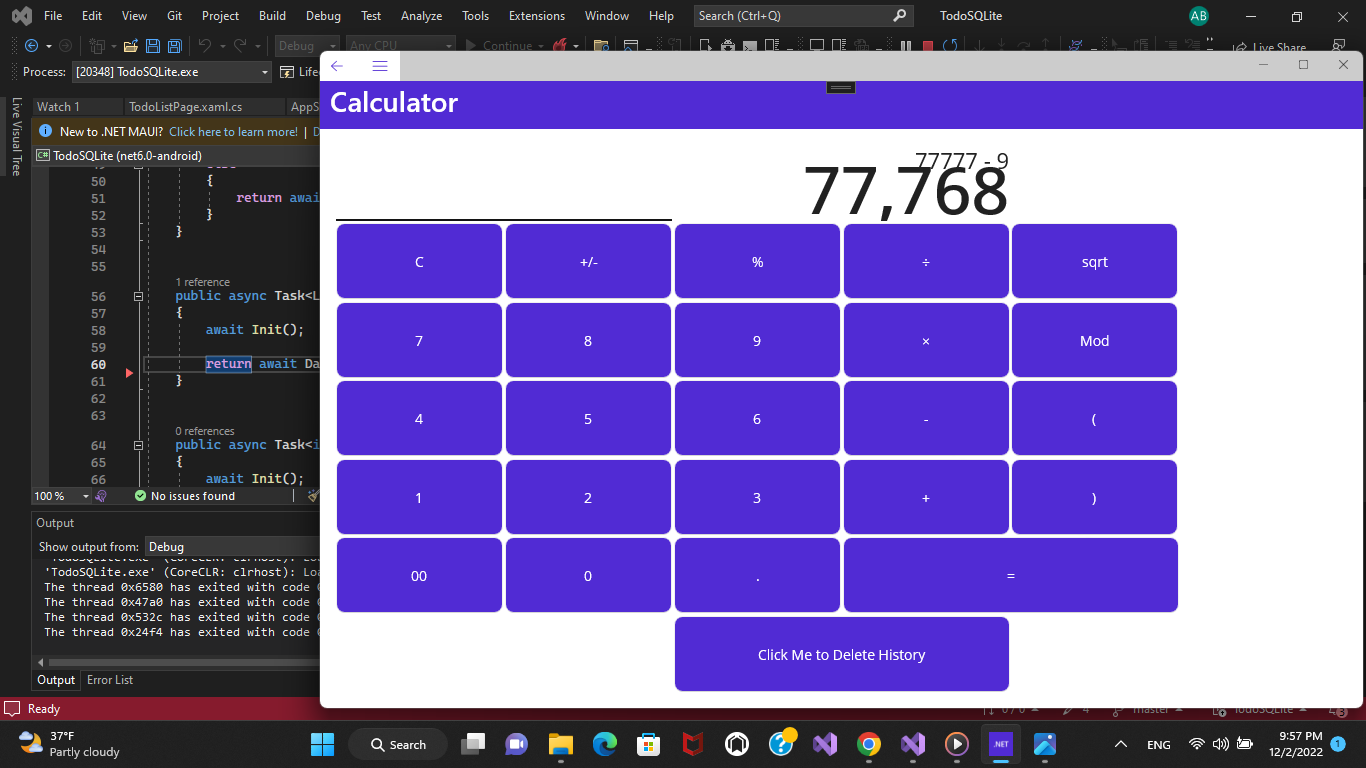 File Edit View Git Project Build Debug Test Analyze Tools Extensions Window Help Search (Ctrl+Q) TodoSQLite AB
Debug Any CPU Continue Live Share
Process: [20348] TodoSQLite.exe
Live Visual Tree
Watch 1 TodoListPage.xaml.cs
New to .NET MAUI? Click here to learn more! |
C# TodoSQLite (net6.0-android)
50 {
51 return
52 }
53 }
54
55
1 reference
56 public async Task<L
57 {
58 await Init();
59
60 return await Da
61 }
62
63
0 references
64 public async Task<i
65 {
66 await Init();
100 % No issues found
Output
Show output from: Debug
'TodoSQLite.exe' (CoreCLR: clrhost): Loa
The thread 0x6580 has exited with code
The thread 0x47a0 has exited with code
The thread 0x532c has exited with code
The thread 0x24f4 has exited with code
Output Error List
Ready
Calculator
77777 - 9
77,768
C +/- % ÷ sqrt
7 8 9 × Mod
4 5 6 - (
1 2 3 + )
00 0 . =
Click Me to Delete History
0 / 0 4 master TodoSQLite 3
37°F
Partly cloudy
Search
.NET
ENG
9:57 PM
12/2/2022
1